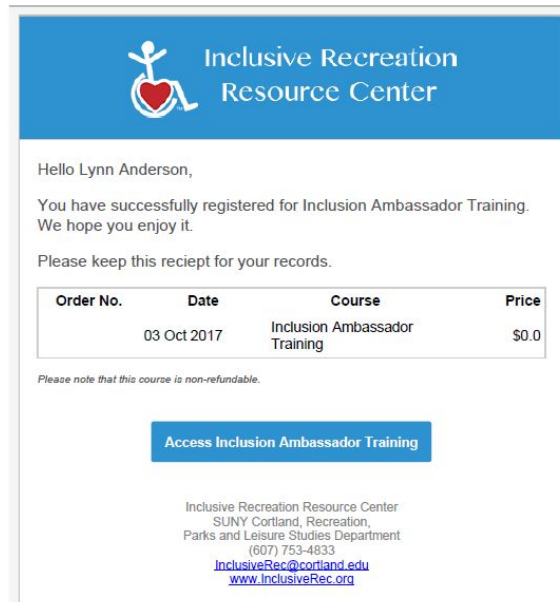 Inclusive Recreation
Resource Center
Hello Lynn Anderson,
You have successfully registered for Inclusion Ambassador Training.
We hope you enjoy it.
Please keep this reciept for your records.
Order No. Date Course Price
03 Oct 2017 Inclusion Ambassador Training $0.0
Please note that this course is non-refundable.
Access Inclusion Ambassador Training
Inclusive Recreation Resource Center
SUNY Cortland, Recreation,
Parks and Leisure Studies Department
(607) 753-4833
InclusiveRec@cortland.edu
www.InclusiveRec.org